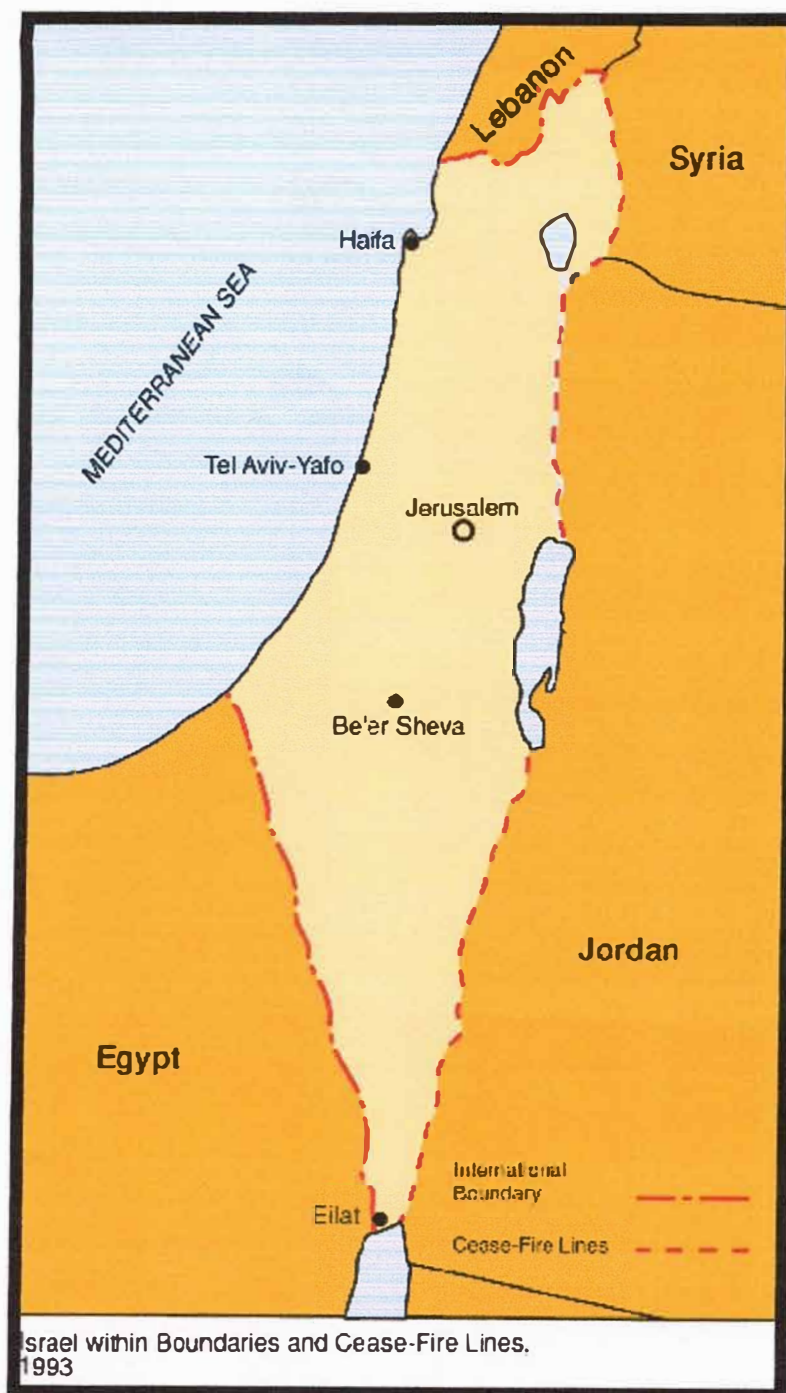 Lebanon
Syria
Haifa
MEDITERRANEAN SEA
Tel Aviv-Yafo
Jerusalem
Be'er Sheva
Jordan
Egypt
International
Boundary
Eilat
Cease-Fire Lines
Israel within Boundaries and Cease-Fire Lines,
1993